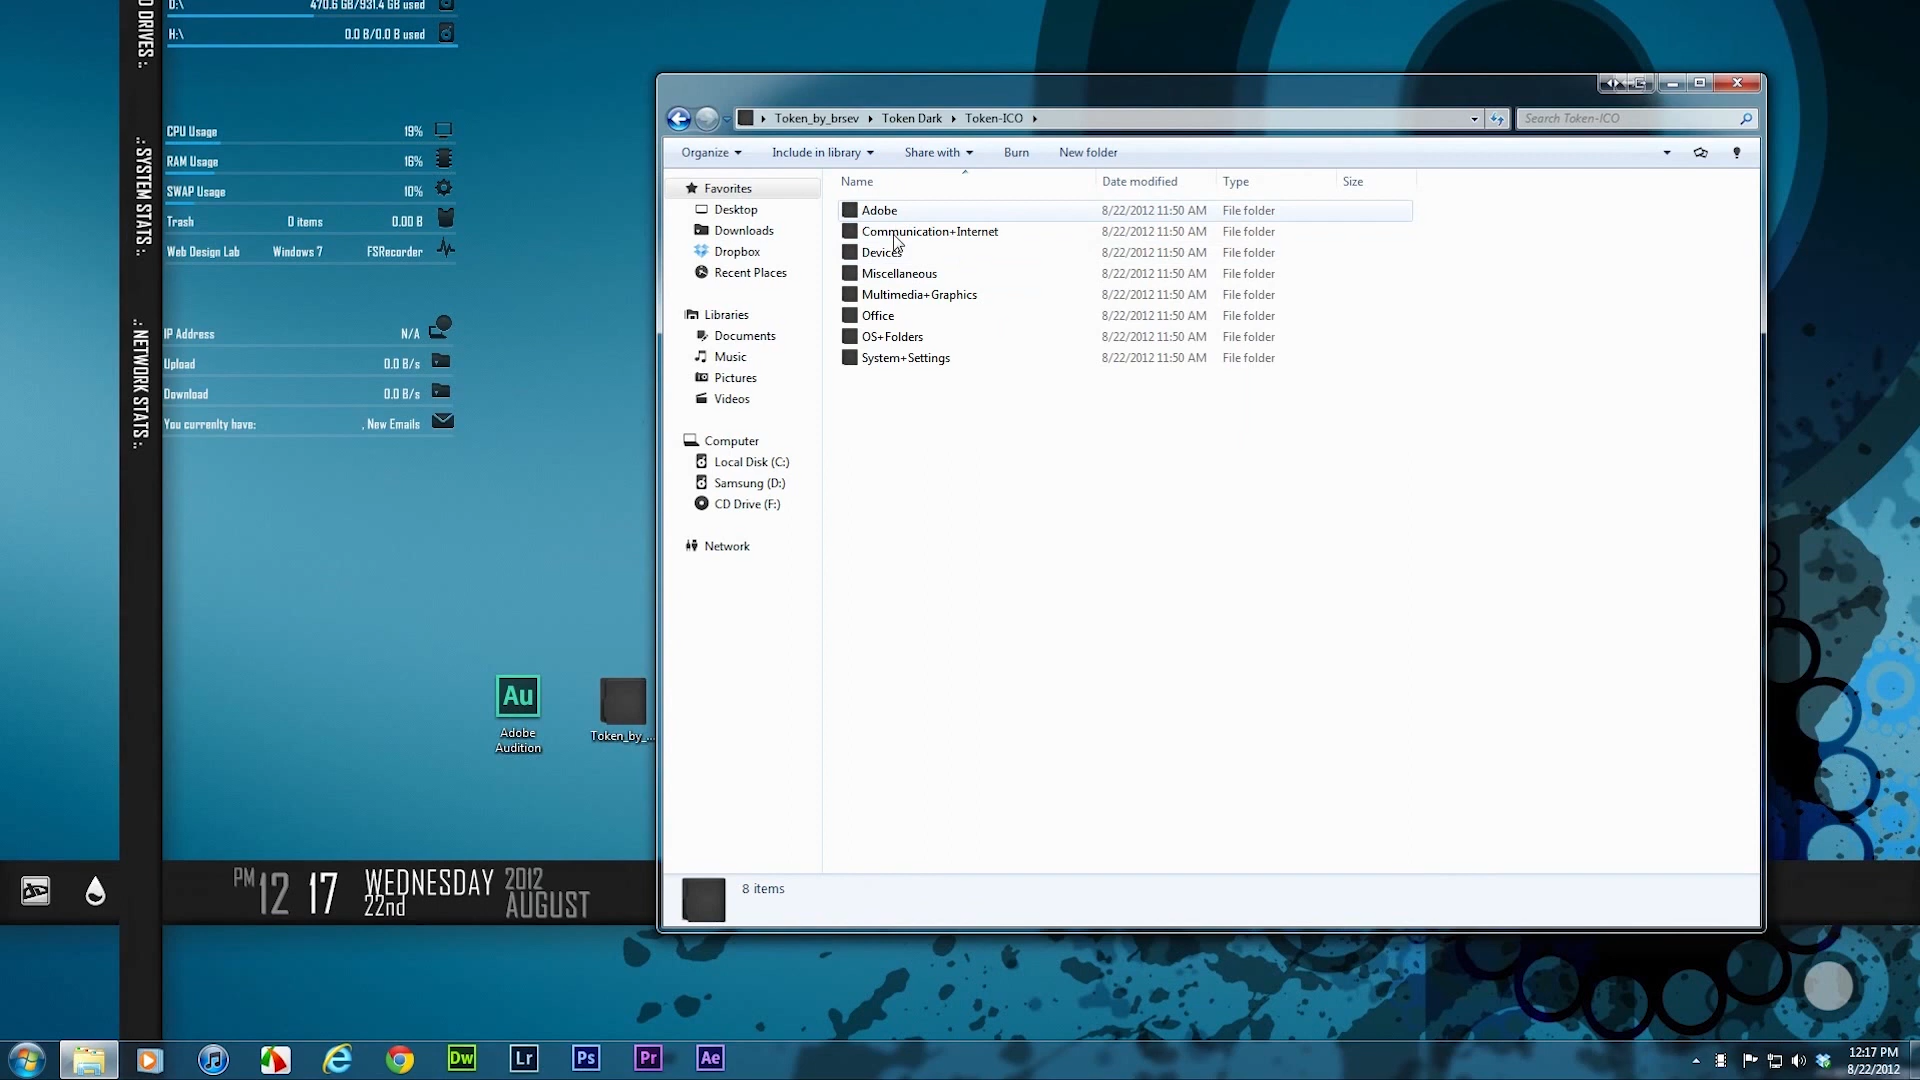 D:\ 470.6 GB/931.4 GB used
H:\ 0.0 B/0.0 B used
DRIVES :.
.: SYSTEM STATS :.
CPU Usage 19%
RAM Usage 16%
SWAP Usage 10%
Trash 0 items 0.00 B
Web Design Lab Windows 7 FSRecorder
.: NETWORK STATS :.
IP Address N/A
Upload 0.0 B/s
Download 0.0 B/s
You currenlty have: , New Emails
Token_by_brsev Token Dark Token-ICO
Search Token-ICO
Organize Include in library Share with Burn New folder
Name Date modified Type Size
Favorites
Desktop
Downloads
Dropbox
Recent Places
Libraries
Documents
Music
Pictures
Videos
Computer
Local Disk (C:)
Samsung (D:)
CD Drive (F:)
Network
Adobe 8/22/2012 11:50 AM File folder
Communication+Internet 8/22/2012 11:50 AM File folder
Devices 8/22/2012 11:50 AM File folder
Miscellaneous 8/22/2012 11:50 AM File folder
Multimedia+Graphics 8/22/2012 11:50 AM File folder
Office 8/22/2012 11:50 AM File folder
OS+Folders 8/22/2012 11:50 AM File folder
System+Settings 8/22/2012 11:50 AM File folder
8 items
Au
Adobe
Audition
Token_by_...
PM 12 17 WEDNESDAY 22nd 2012 AUGUST
Dw Lr Ps Pr Ae
12:17 PM
8/22/2012